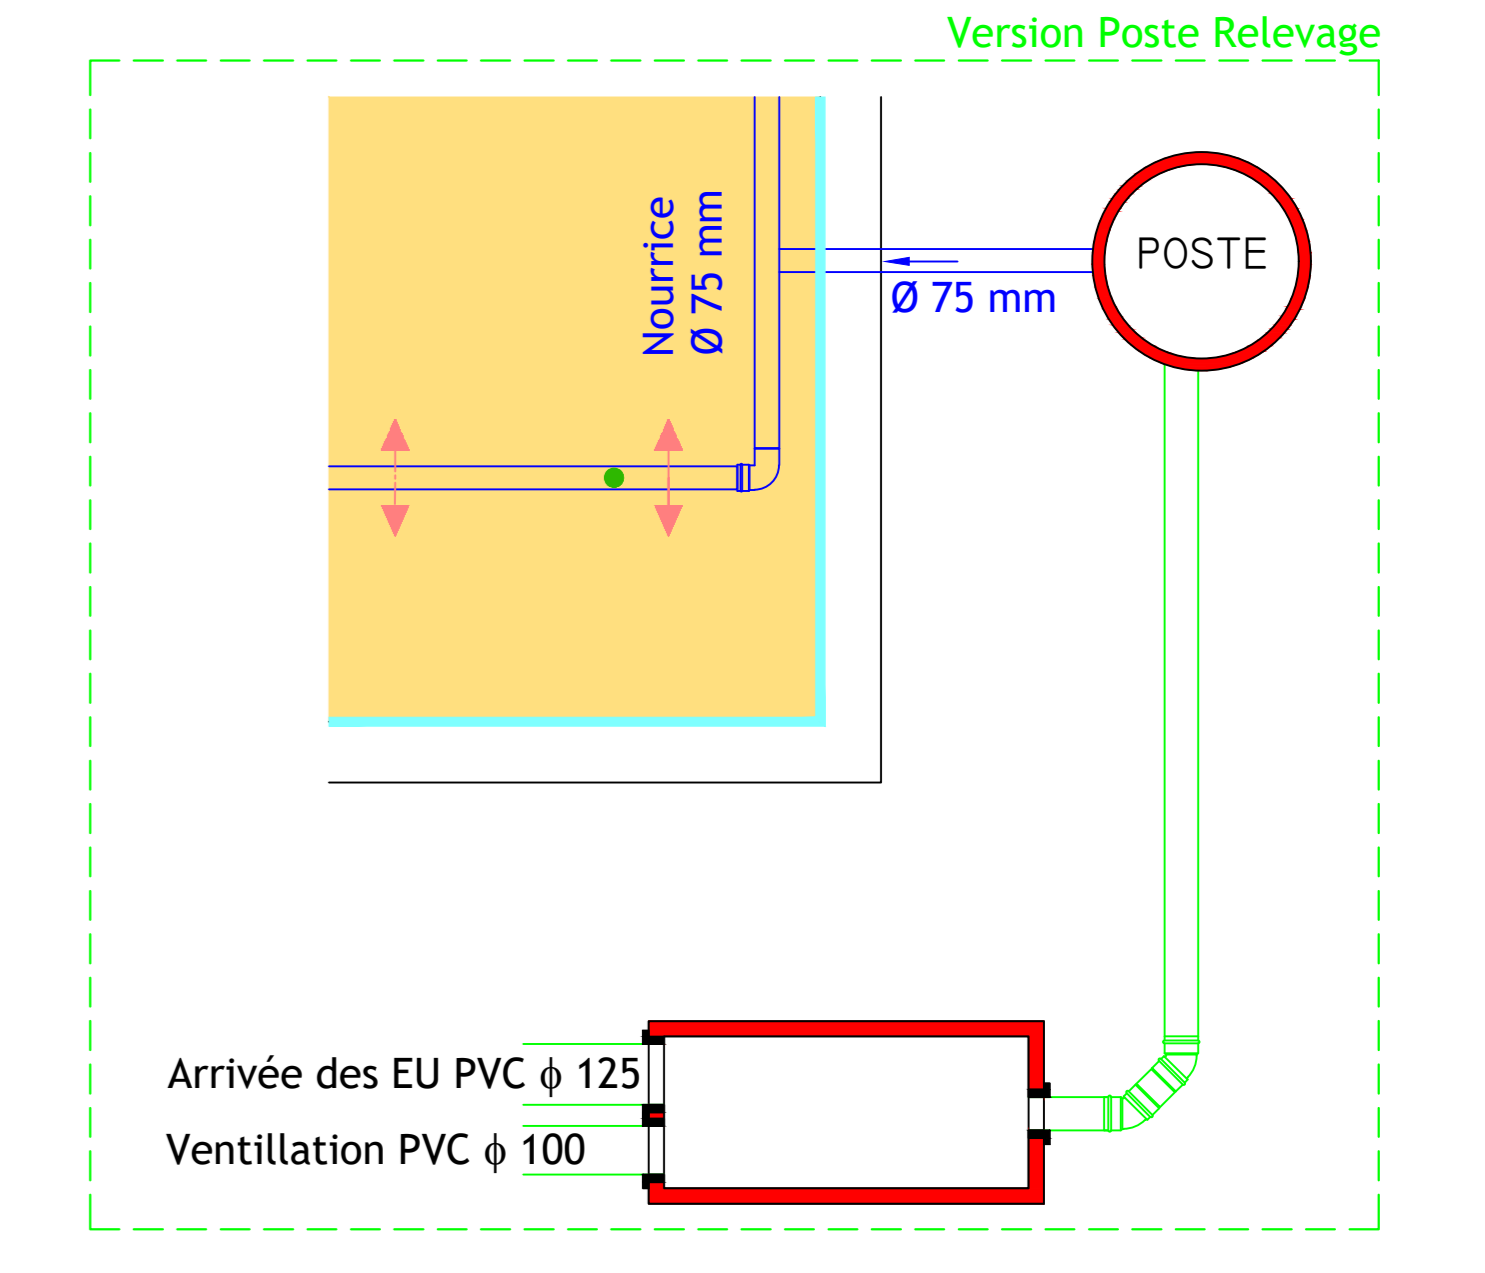 Version Poste Relevage
Nourrice
Ø 75 mm
POSTE
Ø 75 mm
Arrivée des EU PVC ϕ 125
Ventillation PVC ϕ 100